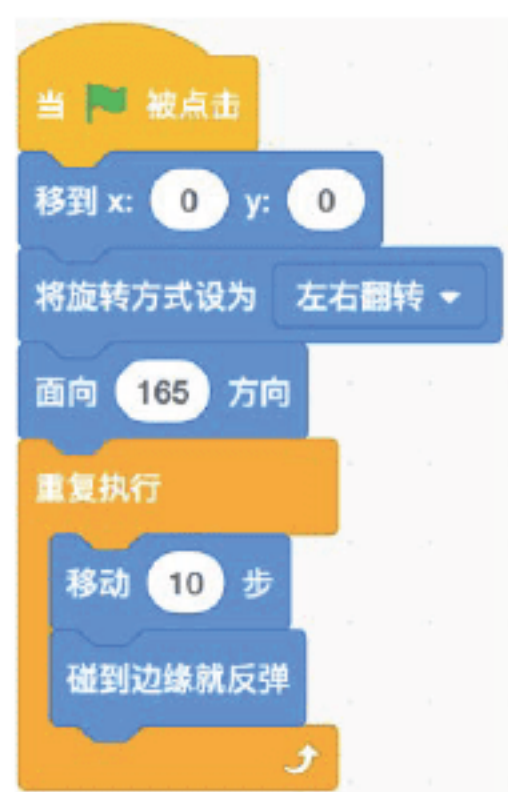 当 被点击
移到 x: 0 y: 0
将旋转方式设为 左右翻转
面向 165 方向
重复执行
移动 10 步
碰到边缘就反弹